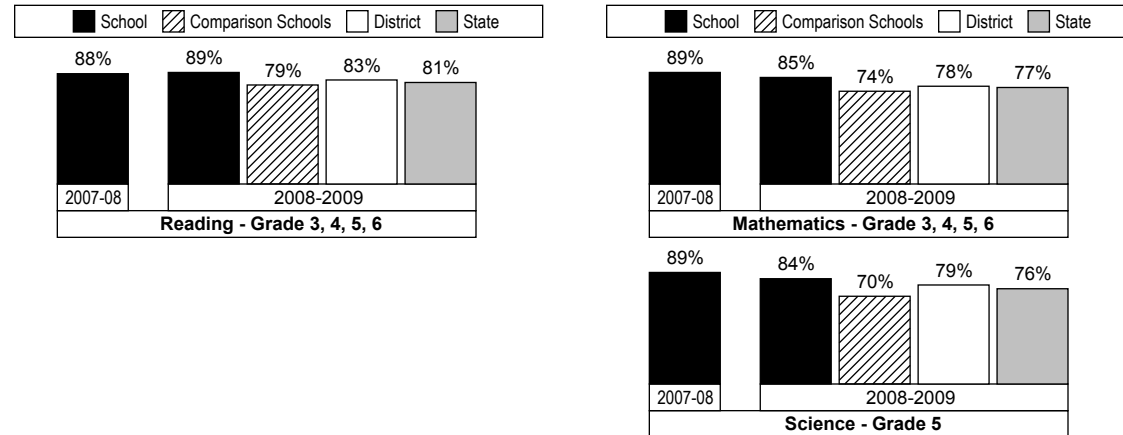 School Comparison Schools District State
88% 89% 79% 83% 81%
2007-08 2008-2009
Reading - Grade 3, 4, 5, 6
School Comparison Schools District State
89% 85% 74% 78% 77%
2007-08 2008-2009
Mathematics - Grade 3, 4, 5, 6
89% 84% 70% 79% 76%
2007-08 2008-2009
Science - Grade 5